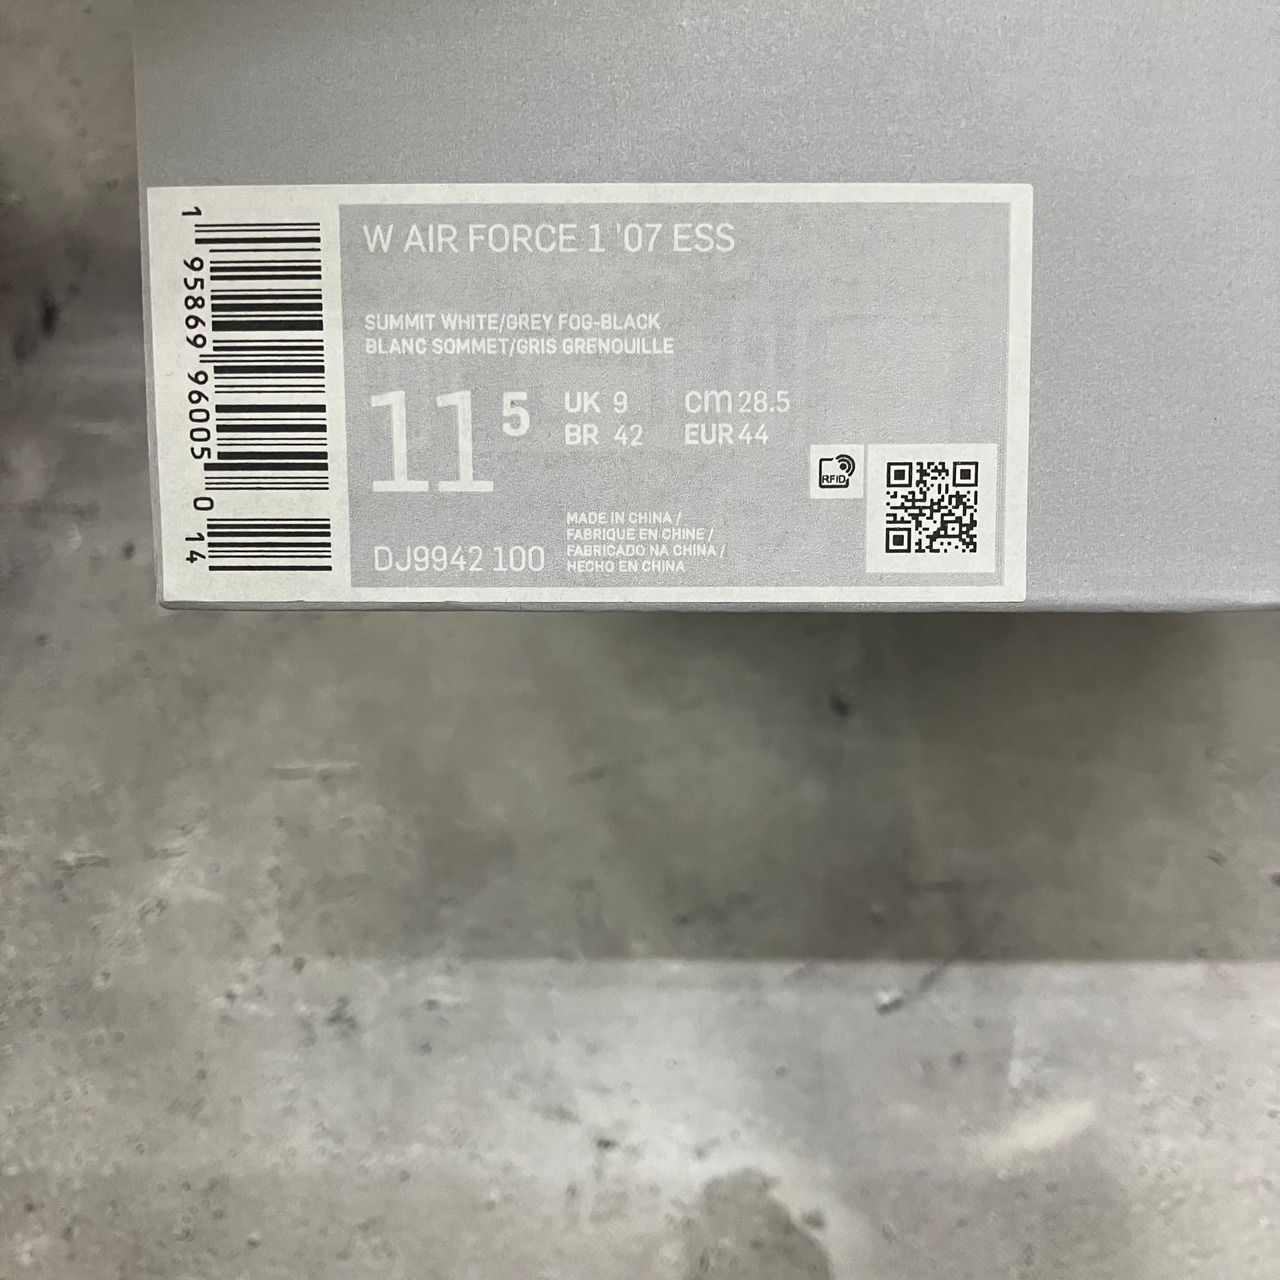 W AIR FORCE 1 '07 ESS
SUMMIT WHITE/GREY FOG-BLACK
BLANC SOMMET/GRIS GRENOUILLE
11 5
UK 9 cm 28.5
BR 42 EUR 44
RFID
MADE IN CHINA /
FABRIQUE EN CHINE /
FABRICADO NA CHINA /
HECHO EN CHINA
DJ9942 100
1 95869 96005 0 14